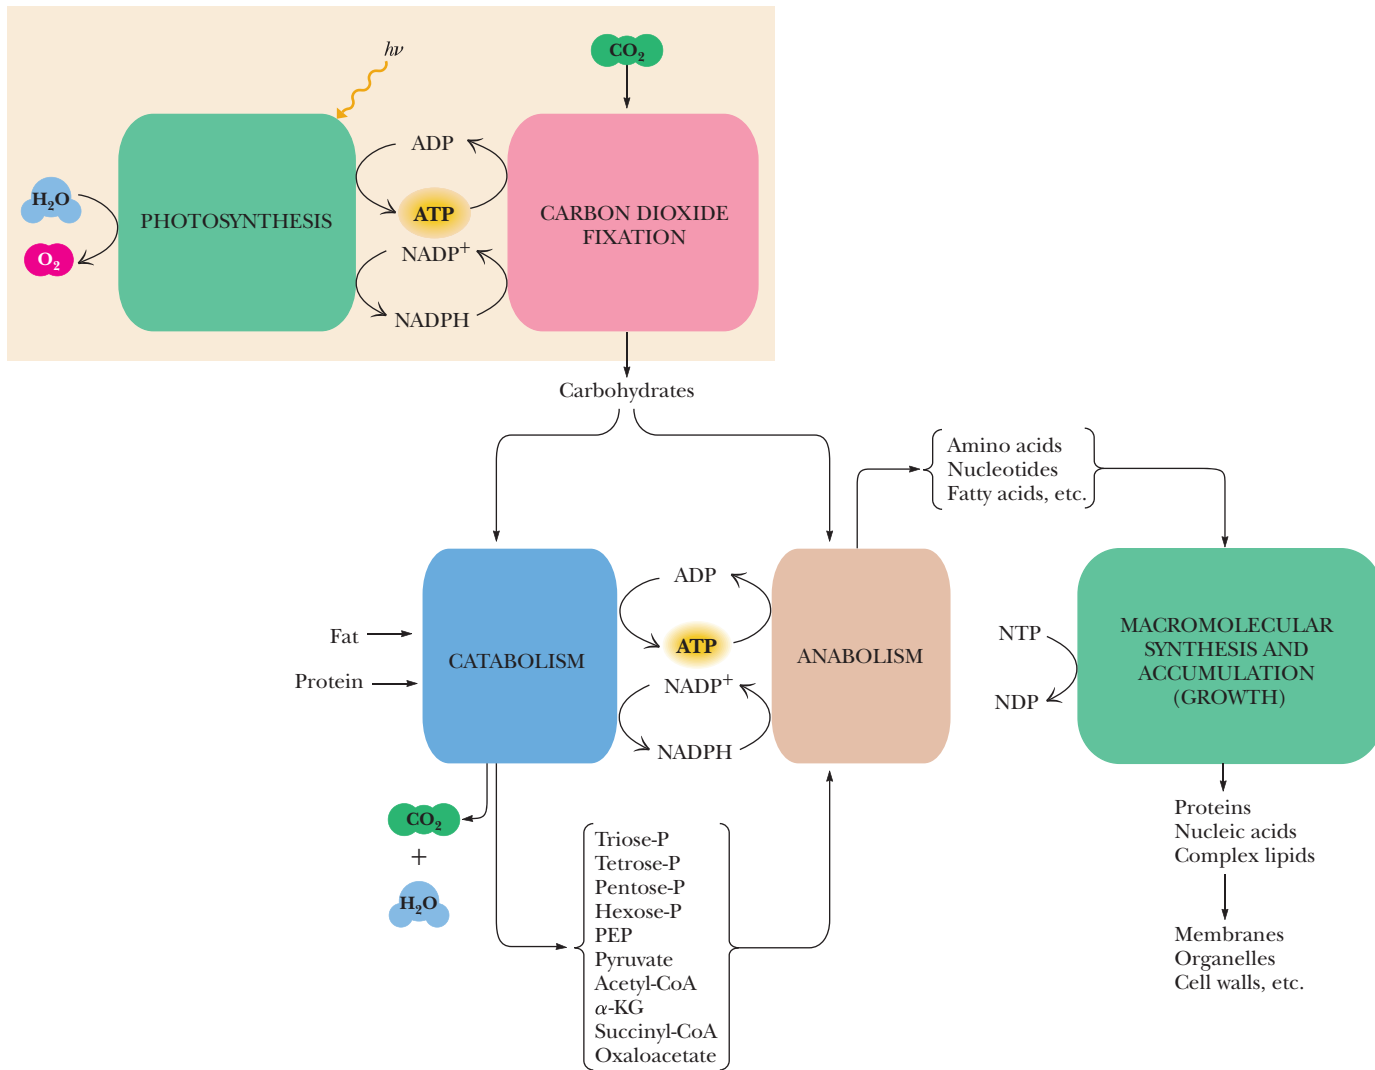 hν
CO₂
H₂O
O₂
PHOTOSYNTHESIS
ADP
ATP
NADP⁺
NADPH
CARBON DIOXIDE
FIXATION
Carbohydrates
Amino acids
Nucleotides
Fatty acids, etc.
Fat
Protein
CATABOLISM
ADP
ATP
NADP⁺
NADPH
ANABOLISM
NTP
NDP
MACROMOLECULAR
SYNTHESIS AND
ACCUMULATION
(GROWTH)
CO₂
+
H₂O
Triose-P
Tetrose-P
Pentose-P
Hexose-P
PEP
Pyruvate
Acetyl-CoA
α-KG
Succinyl-CoA
Oxaloacetate
Proteins
Nucleic acids
Complex lipids
Membranes
Organelles
Cell walls, etc.